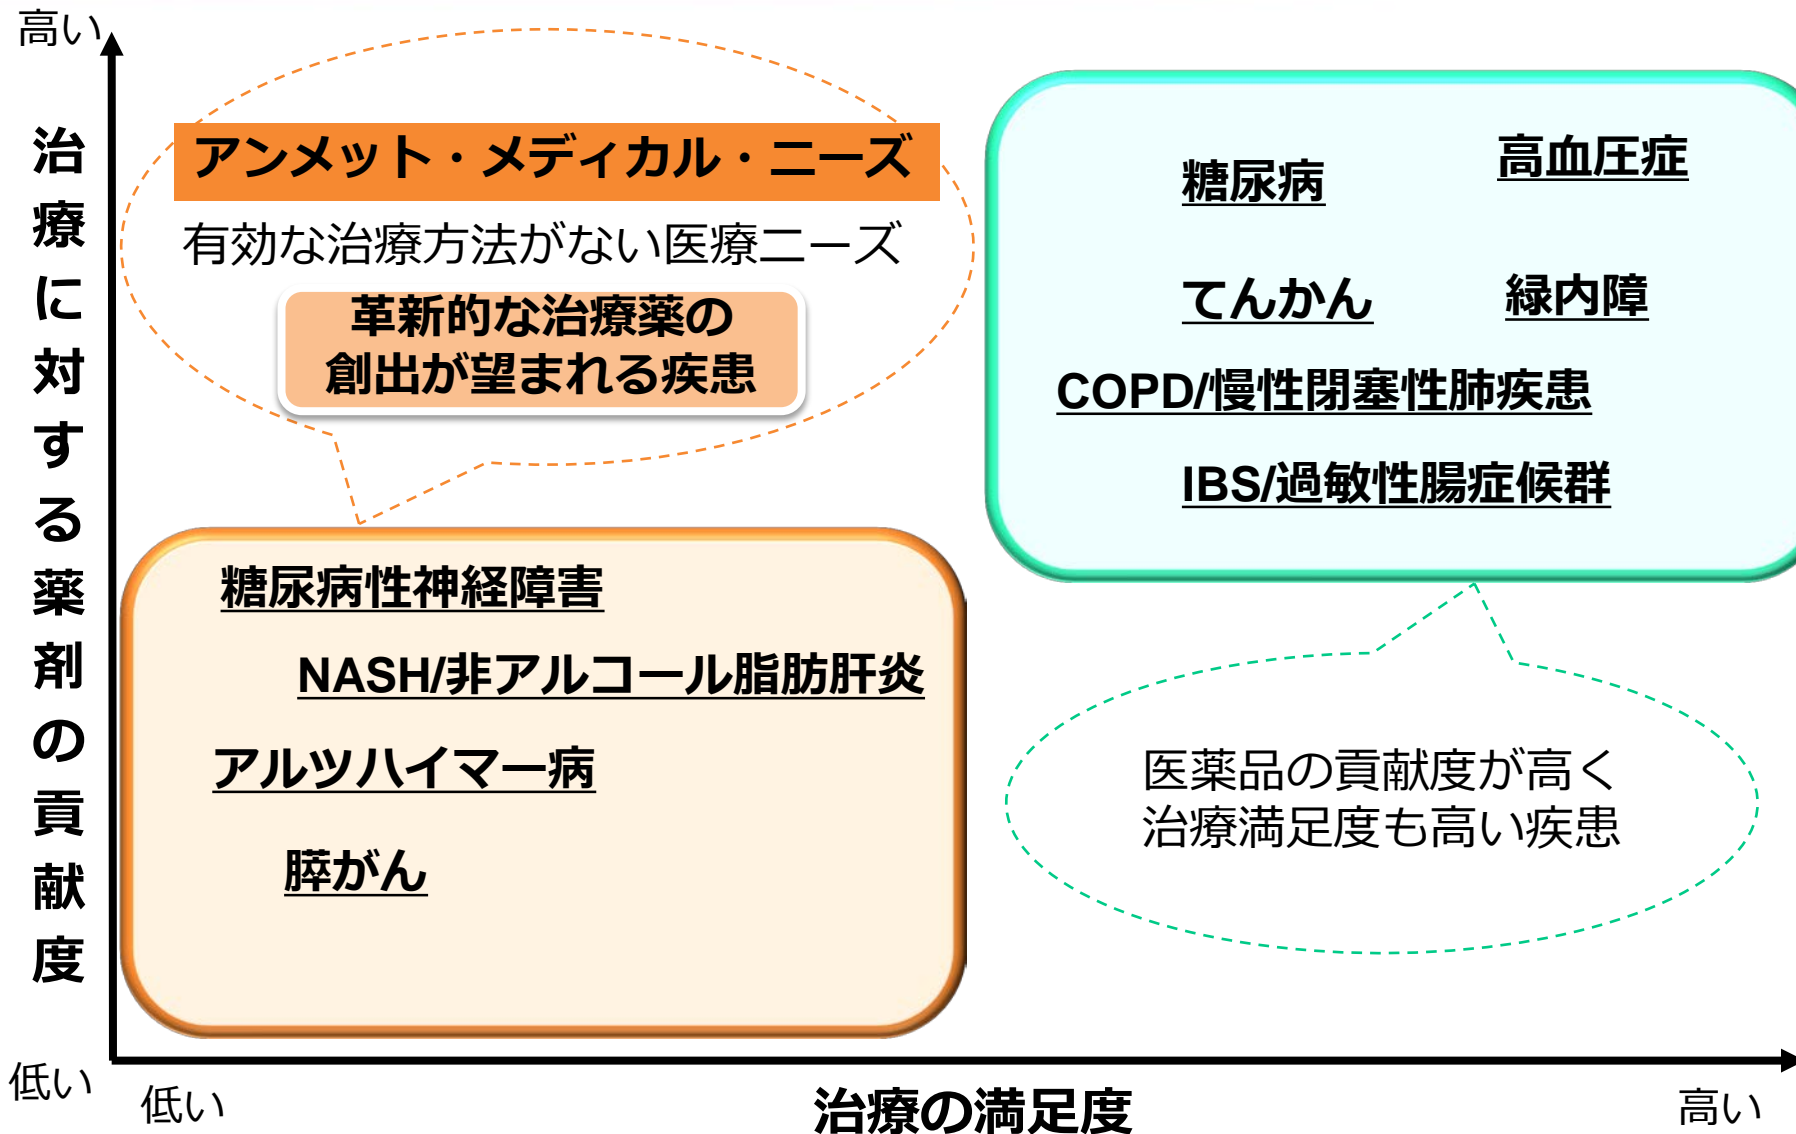 高い
治療に対する薬剤の貢献度
アンメット・メディカル・ニーズ
有効な治療方法がない医療ニーズ
革新的な治療薬の
創出が望まれる疾患
糖尿病
高血圧症
てんかん
緑内障
COPD/慢性閉塞性肺疾患
IBS/過敏性腸症候群
糖尿病性神経障害
NASH/非アルコール脂肪肝炎
アルツハイマー病
膵がん
医薬品の貢献度が高く
治療満足度も高い疾患
低い
低い
治療の満足度
高い